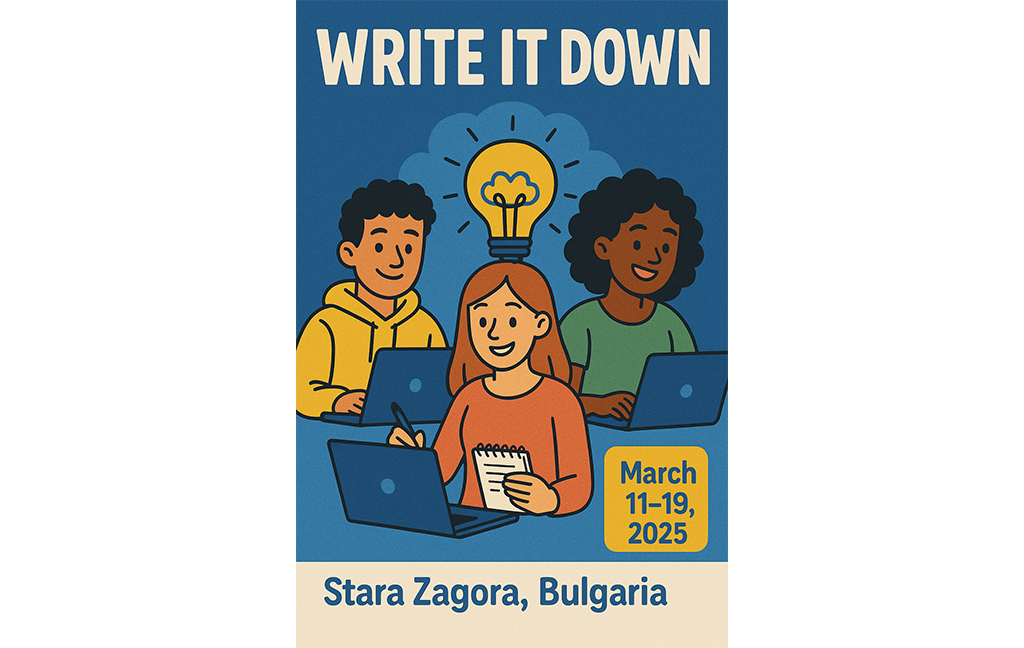 WRITE IT DOWN
March
11–19,
2025
Stara Zagora, Bulgaria